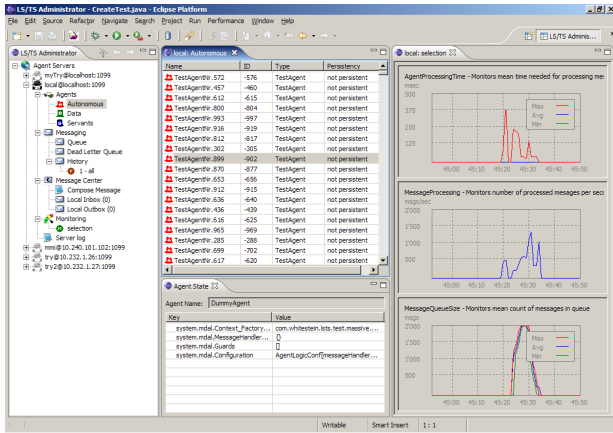 LS/TS Administrator - CreateTest.java - Eclipse Platform
File Edit Source Refactor Navigate Search Project Run Performance Window Help
LS/TS Adminis...
LS/TS Administrator
Agent Servers
myTry@localhost:1099
local@localhost:1099
Agents
Autonomous
Data
Servants
Messaging
Queue
Dead Letter Queue
History
1 - all
Message Center
Compose Message
Local Inbox (0)
Local Outbox (0)
Monitoring
selection
Server log
mmi@10.240.101.102:1099
try@10.232.1.26:1099
try2@10.232.1.27:1099
local: Autonomous
Name ID Type Persistency
TestAgentNr.572 -576 TestAgent not persistent
TestAgentNr.457 -460 TestAgent not persistent
TestAgentNr.612 -615 TestAgent not persistent
TestAgentNr.800 -804 TestAgent not persistent
TestAgentNr.993 -997 TestAgent not persistent
TestAgentNr.916 -919 TestAgent not persistent
TestAgentNr.812 -817 TestAgent not persistent
TestAgentNr.302 -305 TestAgent not persistent
TestAgentNr.899 -902 TestAgent not persistent
TestAgentNr.870 -877 TestAgent not persistent
TestAgentNr.653 -656 TestAgent not persistent
TestAgentNr.912 -915 TestAgent not persistent
TestAgentNr.636 -640 TestAgent not persistent
TestAgentNr.436 -439 TestAgent not persistent
TestAgentNr.616 -625 TestAgent not persistent
TestAgentNr.965 -969 TestAgent not persistent
TestAgentNr.285 -288 TestAgent not persistent
TestAgentNr.699 -702 TestAgent not persistent
TestAgentNr.617 -620 TestAgent not persistent
Agent State
Agent Name: DummyAgent
Key Value
system.mdal.Context_Factory... com.whitestein.lsts.test.massive....
system.mdal.MessageHandler... {}
system.mdal.Guards []
system.mdal.Configuration AgentLogicConf[messageHandler...
local: selection
AgentProcessingTime - Monitors mean time needed for processing me
msec
500
375
250
125
Max
Avg
Min
45:00 45:10 45:20 45:30 45:40 45:50
MessageProcessing - Monitors number of processed mesages per sec
msgs/sec
2'000
1'500
1'000
500
Max
Avg
Min
45:00 45:10 45:20 45:30 45:40 45:50
MessageQueueSize - Monitors mean count of messages in queue
msgs
2'000
1'500
1'000
500
Max
Avg
Min
45:00 45:10 45:20 45:30 45:40 45:50
Writable Smart Insert 1 : 1